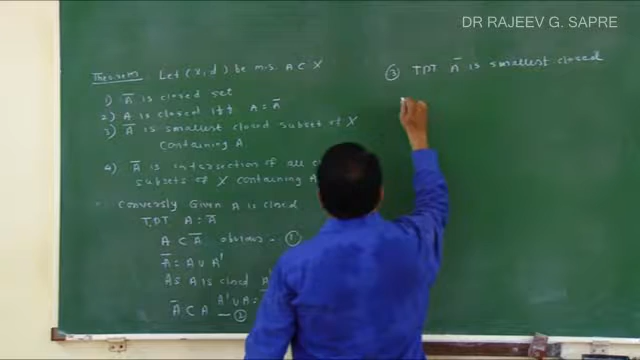 DR RAJEEV G. SAPRE
Theorem: Let (X,d) be m.s. A ⊂ X
1) A̅ is closed set
2) A is closed iff A = A̅
3) A̅ is smallest closed subset of X
containing A
4) A̅ is intersection of all
subsets of X containing A
Conversly Given A is closed
T.P.T A = A̅
A ⊂ A̅ obvious - ①
A̅ = A ∪ A'
As A is closed A'
A' ∪ A =
A̅ ⊂ A — ②
③ TPT A̅ is smallest closed